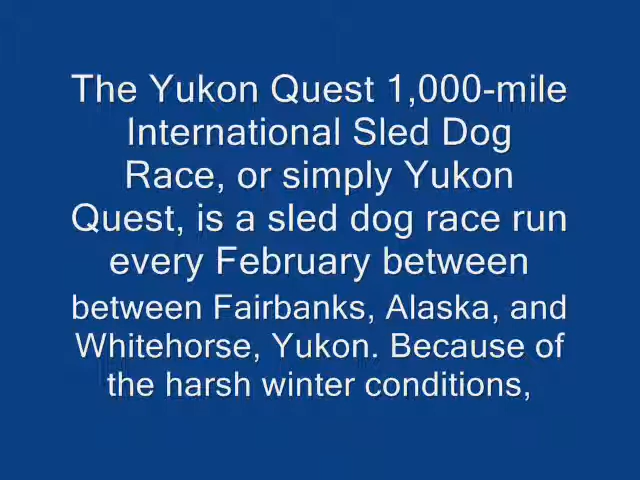 The Yukon Quest 1,000-mile
International Sled Dog
Race, or simply Yukon
Quest, is a sled dog race run
every February between
between Fairbanks, Alaska, and
Whitehorse, Yukon. Because of
the harsh winter conditions,